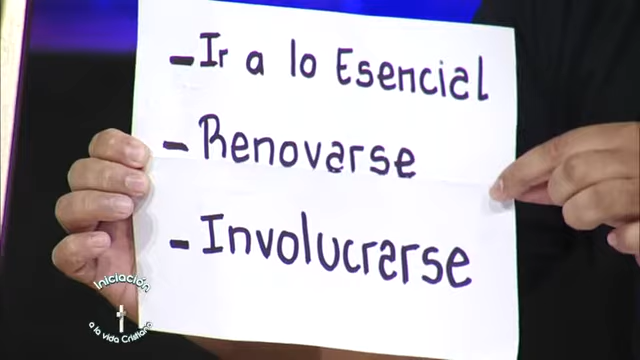 - Ir a lo Esencial
- Renovarse
- Involucrarse
Iniciación
a la vida Cristiana